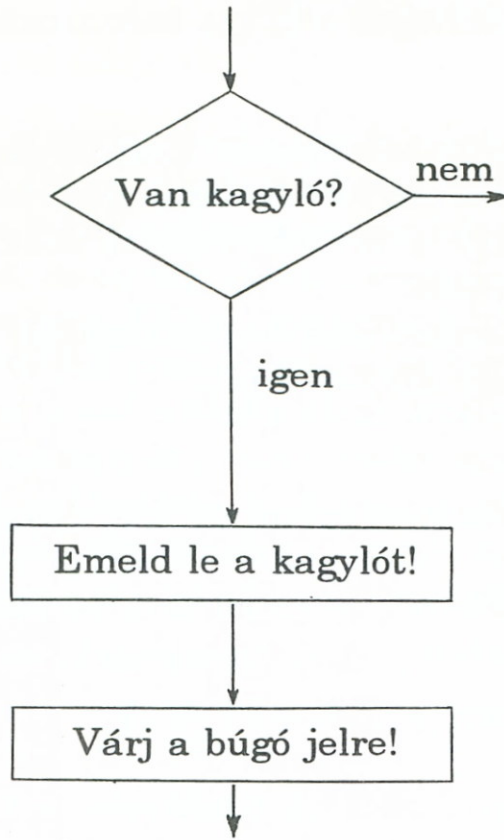 Van kagyló?
nem
igen
Emeld le a kagylót!
Várj a búgó jelre!